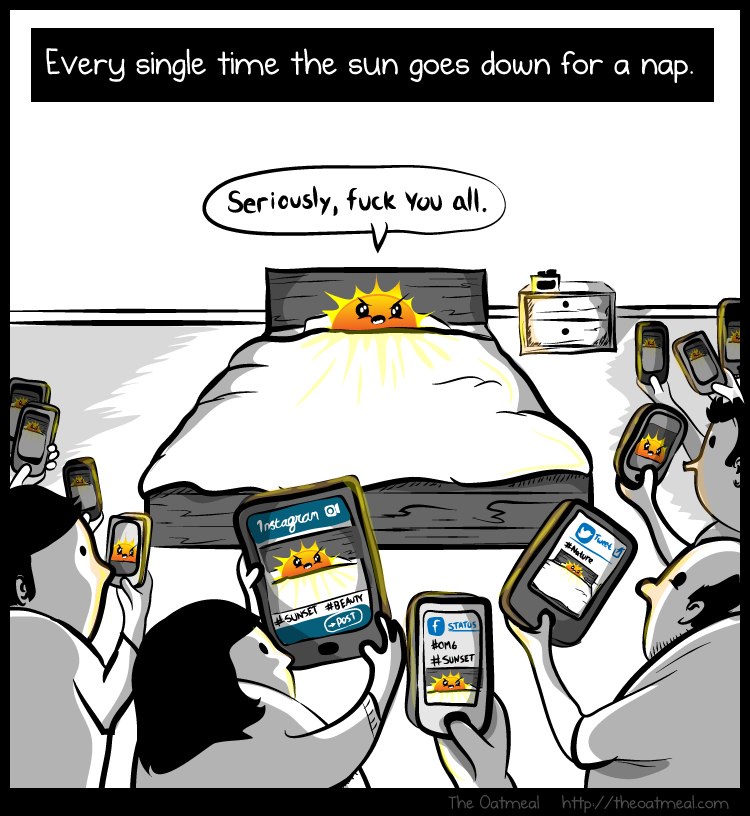 Every single time the sun goes down for a nap.
Seriously, fuck you all.
Instagram
#SUNSET #BEAUTY
→POST
f STATUS
#OMG
#SUNSET
Tweet
#Nature
The Oatmeal http://theoatmeal.com